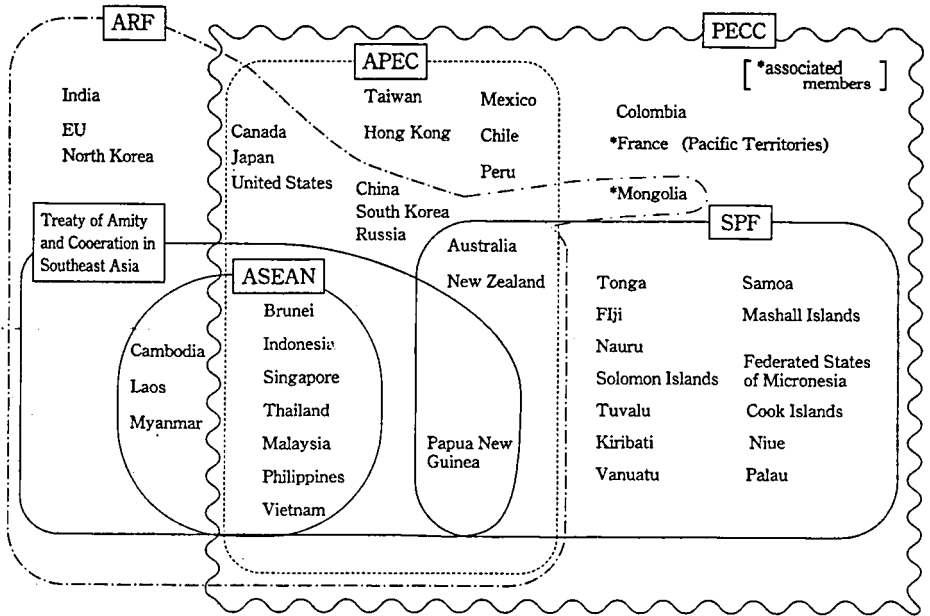 ARF
PECC
[ *associated
members ]
APEC
India
EU
North Korea
Canada
Japan
United States
Taiwan
Hong Kong
China
South Korea
Russia
Mexico
Chile
Peru
Colombia
*France (Pacific Territories)
*Mongolia
Treaty of Amity
and Cooeration in
Southeast Asia
ASEAN
Cambodia
Laos
Myanmar
Brunei
Indonesia
Singapore
Thailand
Malaysia
Philippines
Vietnam
SPF
Australia
New Zealand
Papua New
Guinea
Tonga
FIji
Nauru
Solomon Islands
Tuvalu
Kiribati
Vanuatu
Samoa
Mashall Islands
Federated States
of Micronesia
Cook Islands
Niue
Palau